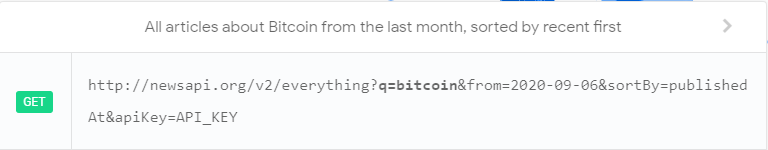 All articles about Bitcoin from the last month, sorted by recent first
GET
http://newsapi.org/v2/everything?q=bitcoin&from=2020-09-06&sortBy=published
At&apiKey=API_KEY